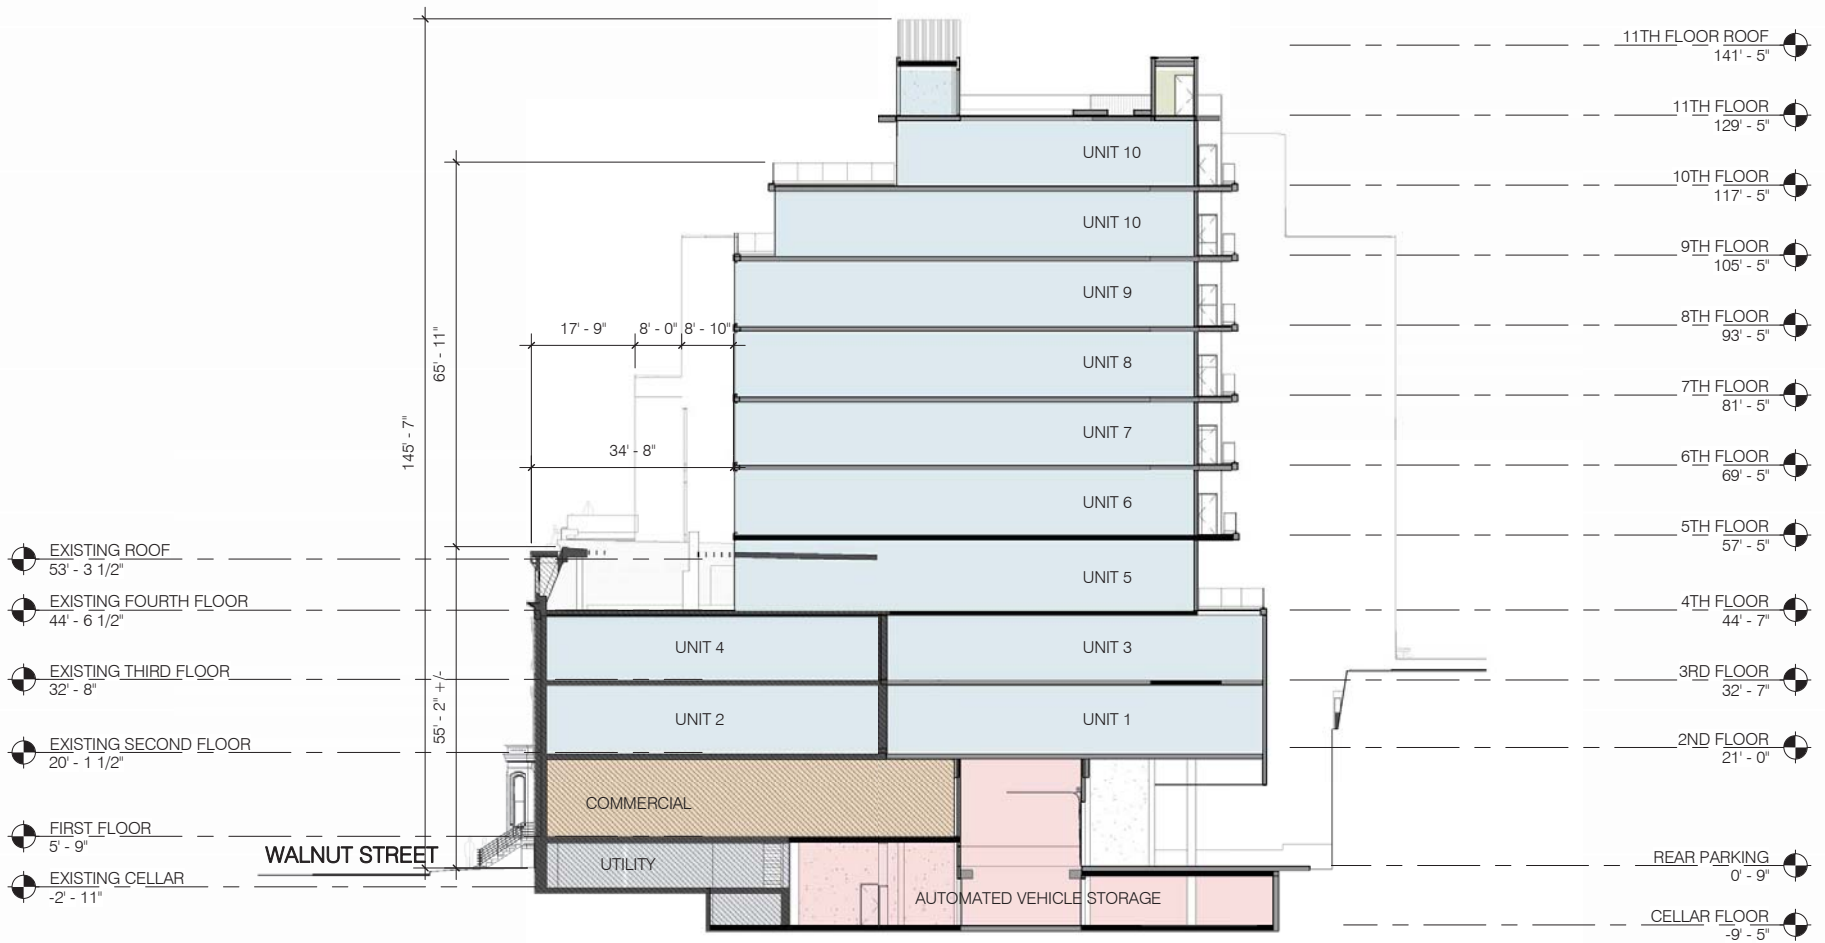 11TH FLOOR ROOF
141' - 5"
11TH FLOOR
129' - 5"
UNIT 10
10TH FLOOR
117' - 5"
UNIT 10
9TH FLOOR
105' - 5"
UNIT 9
8TH FLOOR
93' - 5"
17' - 9" 8' - 0" 8' - 10"
65' - 11"
UNIT 8
7TH FLOOR
81' - 5"
145' - 7"
UNIT 7
34' - 8"
6TH FLOOR
69' - 5"
UNIT 6
5TH FLOOR
57' - 5"
EXISTING ROOF
53' - 3 1/2"
UNIT 5
EXISTING FOURTH FLOOR
44' - 6 1/2"
4TH FLOOR
44' - 7"
UNIT 4
UNIT 3
EXISTING THIRD FLOOR
32' - 8"
3RD FLOOR
32' - 7"
55' - 2" +/-
UNIT 2
UNIT 1
EXISTING SECOND FLOOR
20' - 1 1/2"
2ND FLOOR
21' - 0"
COMMERCIAL
FIRST FLOOR
5' - 9"
WALNUT STREET
UTILITY
REAR PARKING
0' - 9"
EXISTING CELLAR
-2' - 11"
AUTOMATED VEHICLE STORAGE
CELLAR FLOOR
-9' - 5"